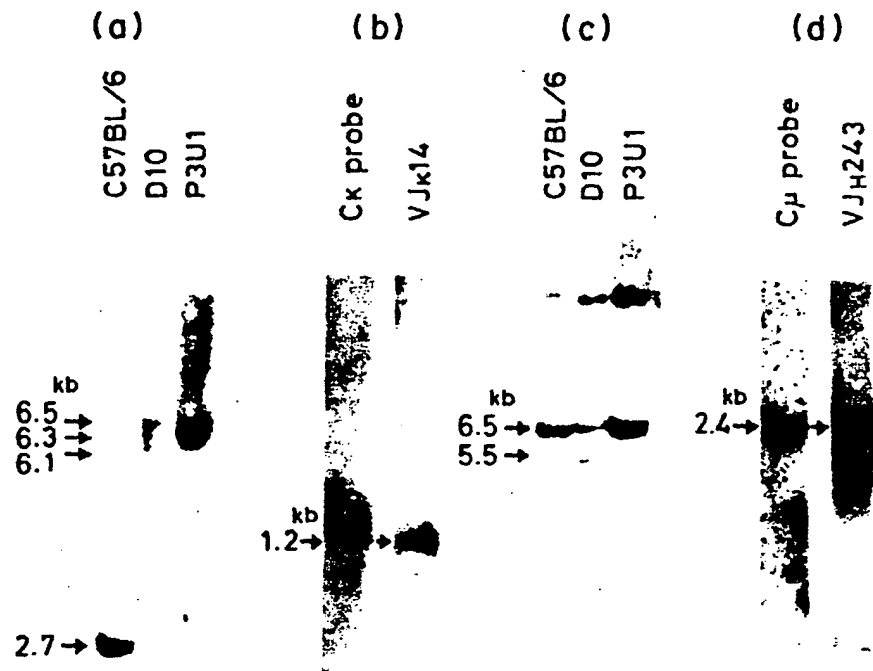 (a) (b) (c) (d)
C57BL/6
D10
P3U1
Cκ probe
VJκ14
C57BL/6
D10
P3U1
Cμ probe
VJH243
kb
6.5
6.3
6.1
2.7
kb
1.2
kb
6.5
5.5
kb
2.4